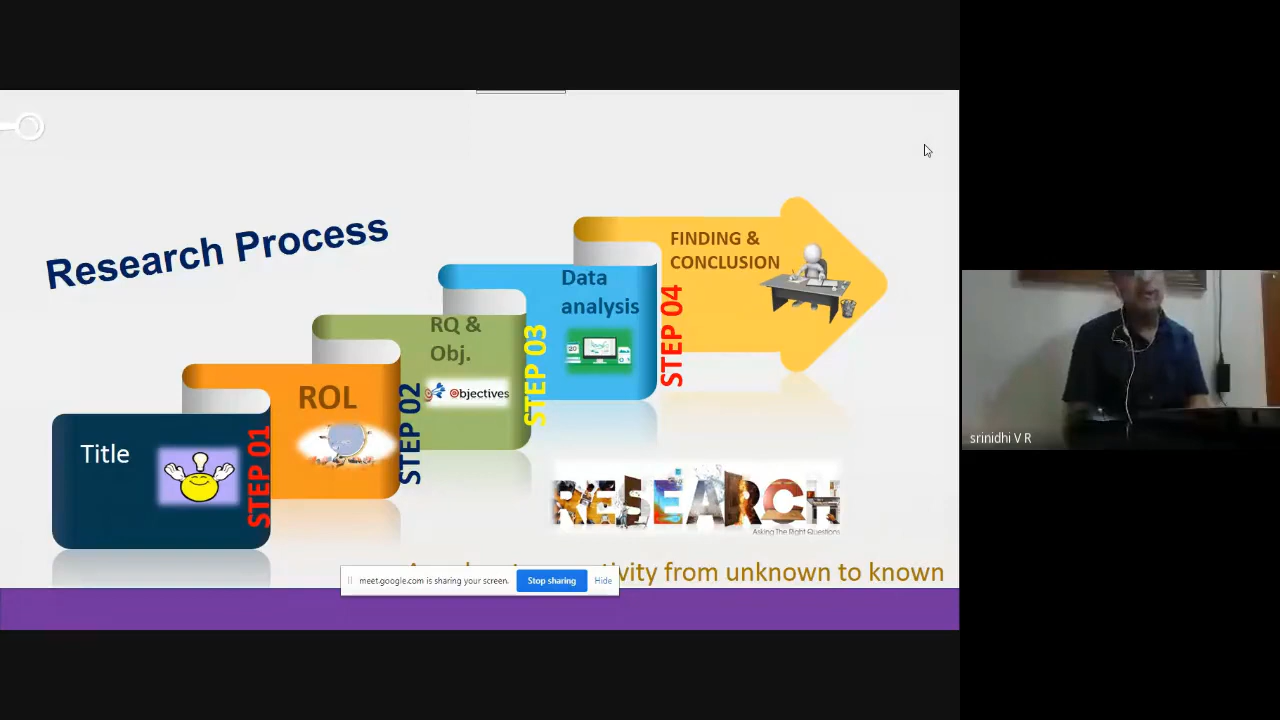 Research Process
FINDING &
CONCLUSION
Data
analysis
STEP 04
RQ &
Obj.
Objectives
STEP 03
ROL
STEP 02
Title
STEP 01
RESEARCH
Asking The Right Questions
from unknown to known
meet.google.com is sharing your screen.
Stop sharing
Hide
srinidhi V R